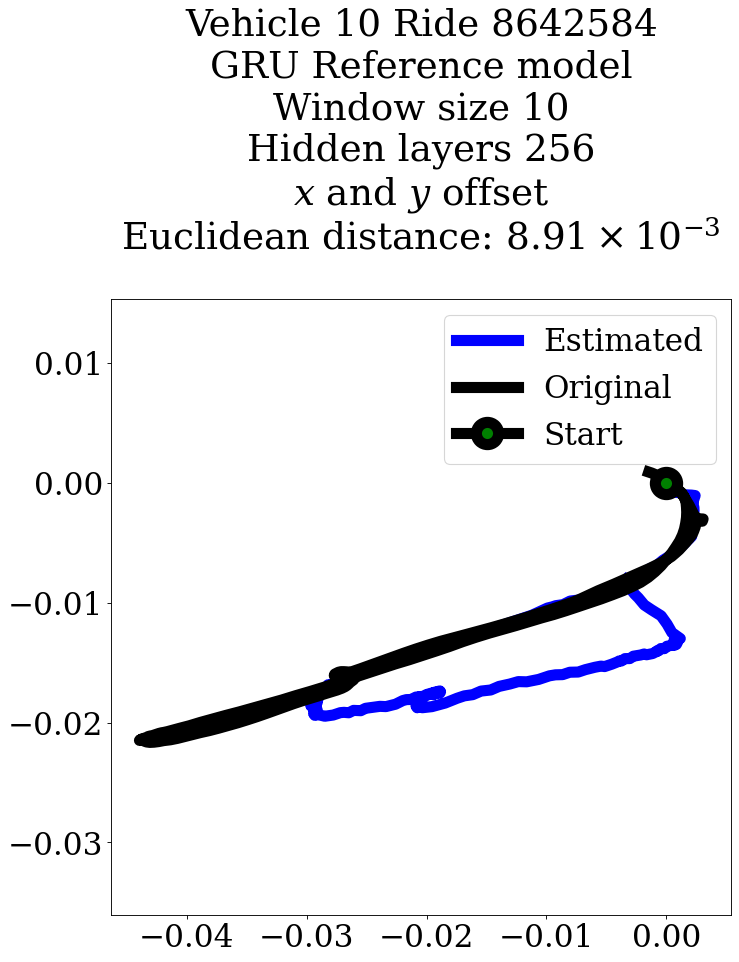 Vehicle 10 Ride 8642584
GRU Reference model
Window size 10
Hidden layers 256
x and y offset
Euclidean distance: 8.91 × 10⁻³
Estimated
Original
Start
0.01
0.00
−0.01
−0.02
−0.03
−0.04 −0.03 −0.02 −0.01 0.00